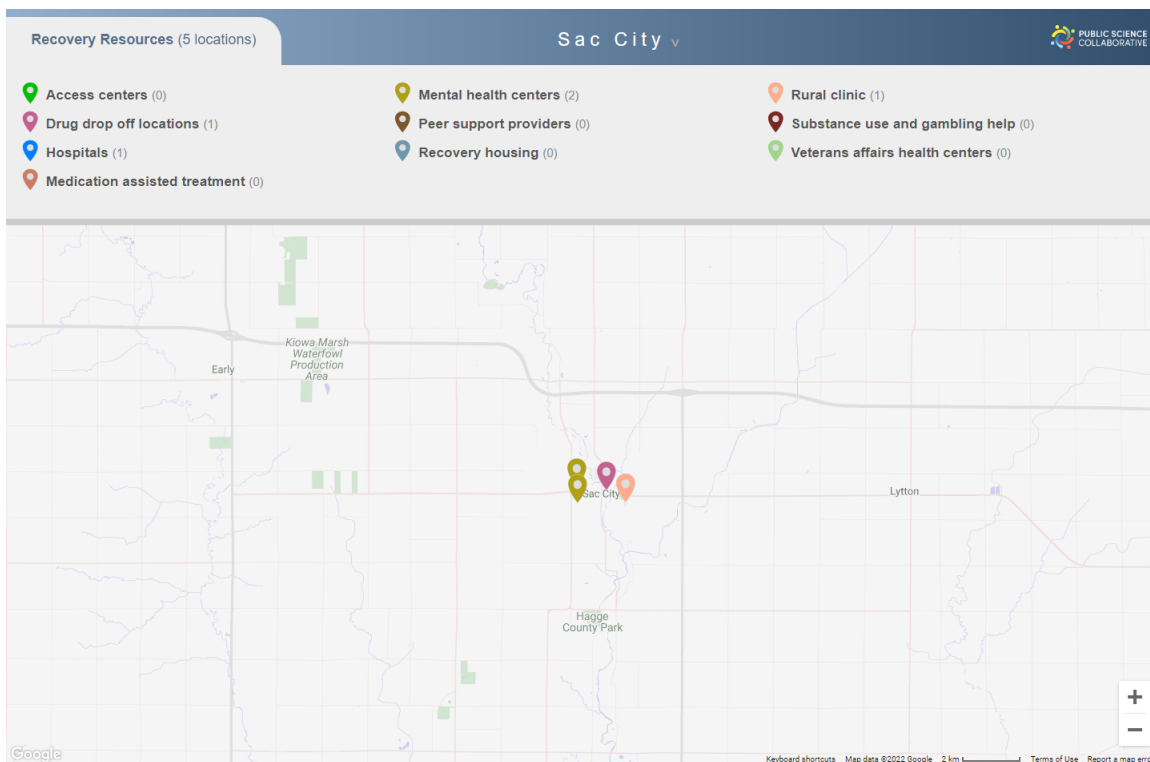 Recovery Resources (5 locations)
Sac City v
PUBLIC SCIENCE
COLLABORATIVE
Access centers (0)
Drug drop off locations (1)
Hospitals (1)
Medication assisted treatment (0)
Mental health centers (2)
Peer support providers (0)
Recovery housing (0)
Rural clinic (1)
Substance use and gambling help (0)
Veterans affairs health centers (0)
Kiowa Marsh
Waterfowl
Production
Area
Early
Sac City
Lytton
Hagge
County Park
+
−
Google
Keyboard shortcuts Map data ©2022 Google 2 km Terms of Use Report a map erro